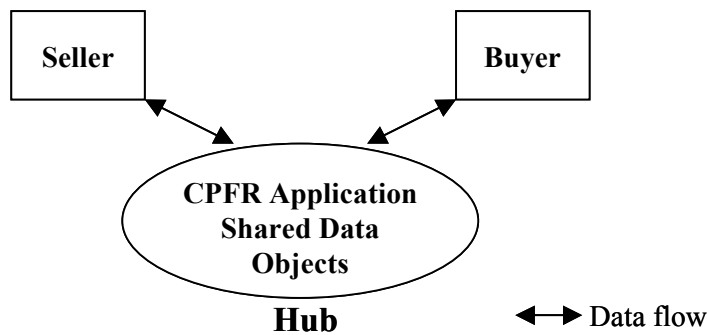 Seller
Buyer
CPFR Application
Shared Data
Objects
Hub
Data flow